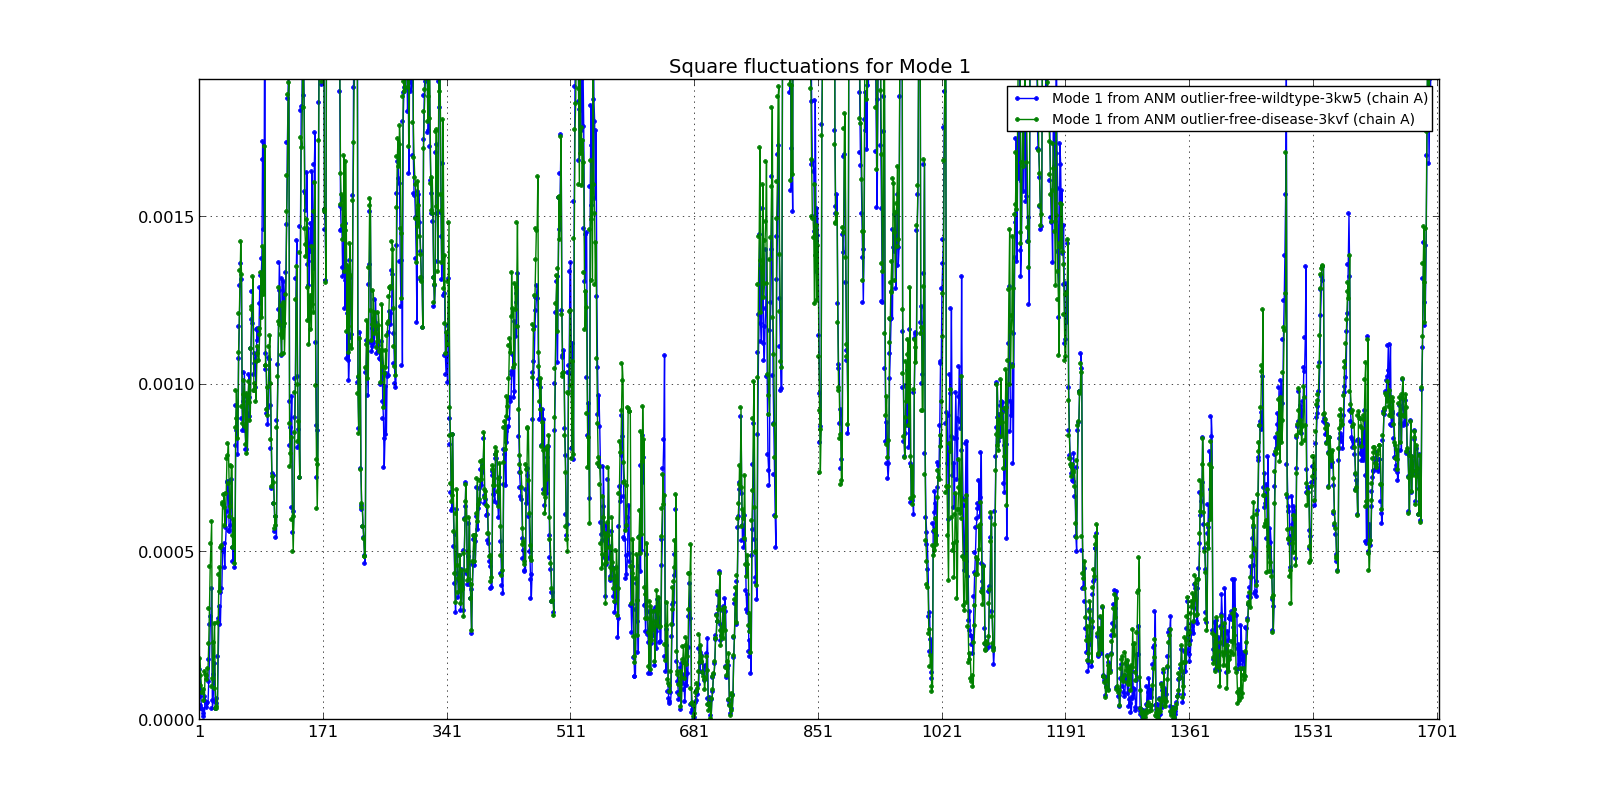 Square fluctuations for Mode 1
Mode 1 from ANM outlier-free-wildtype-3kw5 (chain A)
Mode 1 from ANM outlier-free-disease-3kvf (chain A)
0.0015
0.0010
0.0005
0.0000
1 171 341 511 681 851 1021 1191 1361 1531 1701